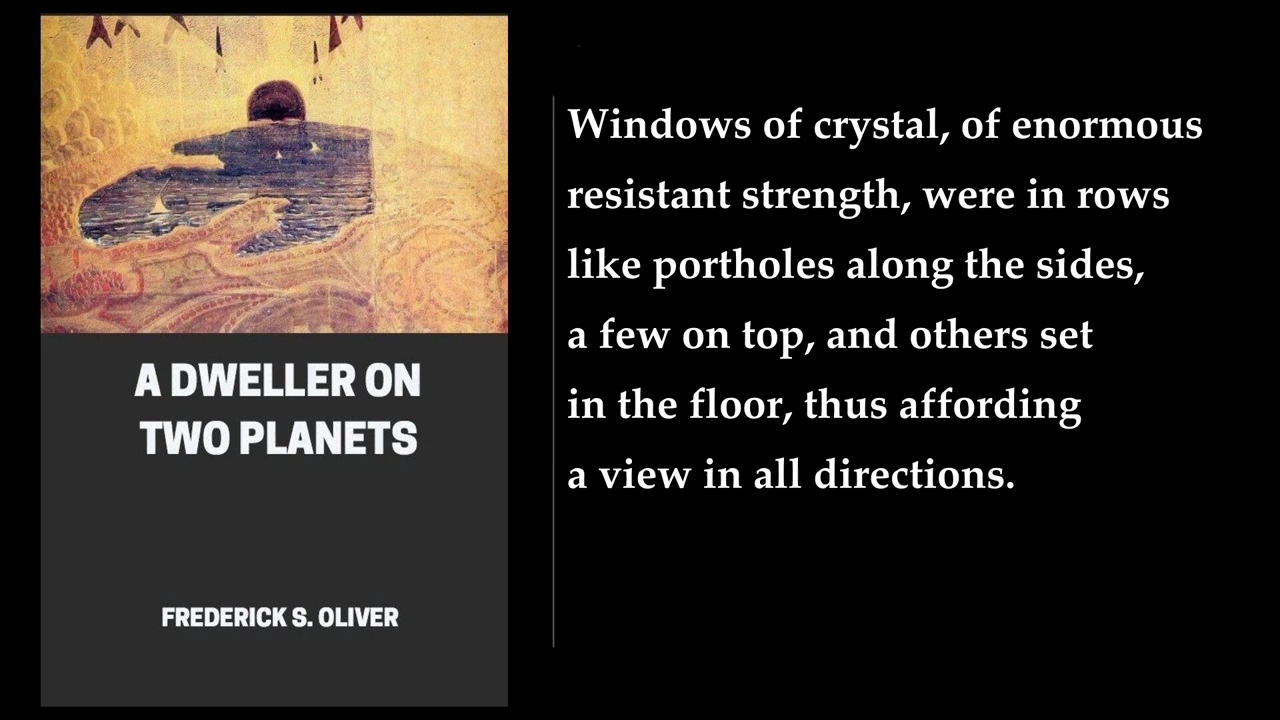 A DWELLER ON
TWO PLANETS
FREDERICK S. OLIVER
Windows of crystal, of enormous
resistant strength, were in rows
like portholes along the sides,
a few on top, and others set
in the floor, thus affording
a view in all directions.